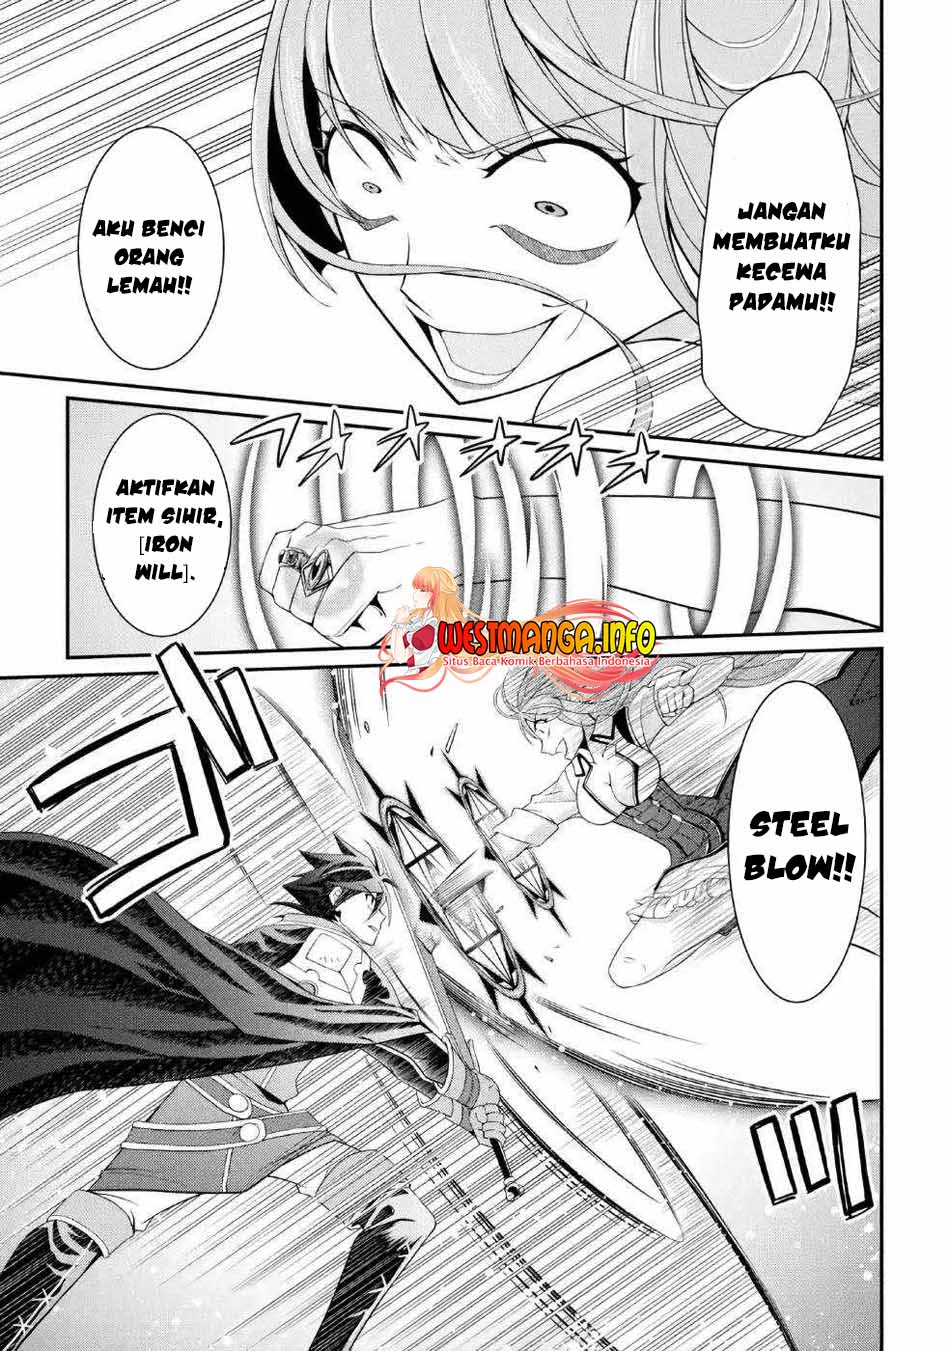 JANGAN
MEMBUATKU
KECEWA
PADAMU!!
AKU BENCI
ORANG
LEMAH!!
AKTIFKAN
ITEM SIHIR,
[IRON
WILL].
WESTMANGA.INFO
Situs Baca Komik Berbahasa Indonesia
STEEL
BLOW!!